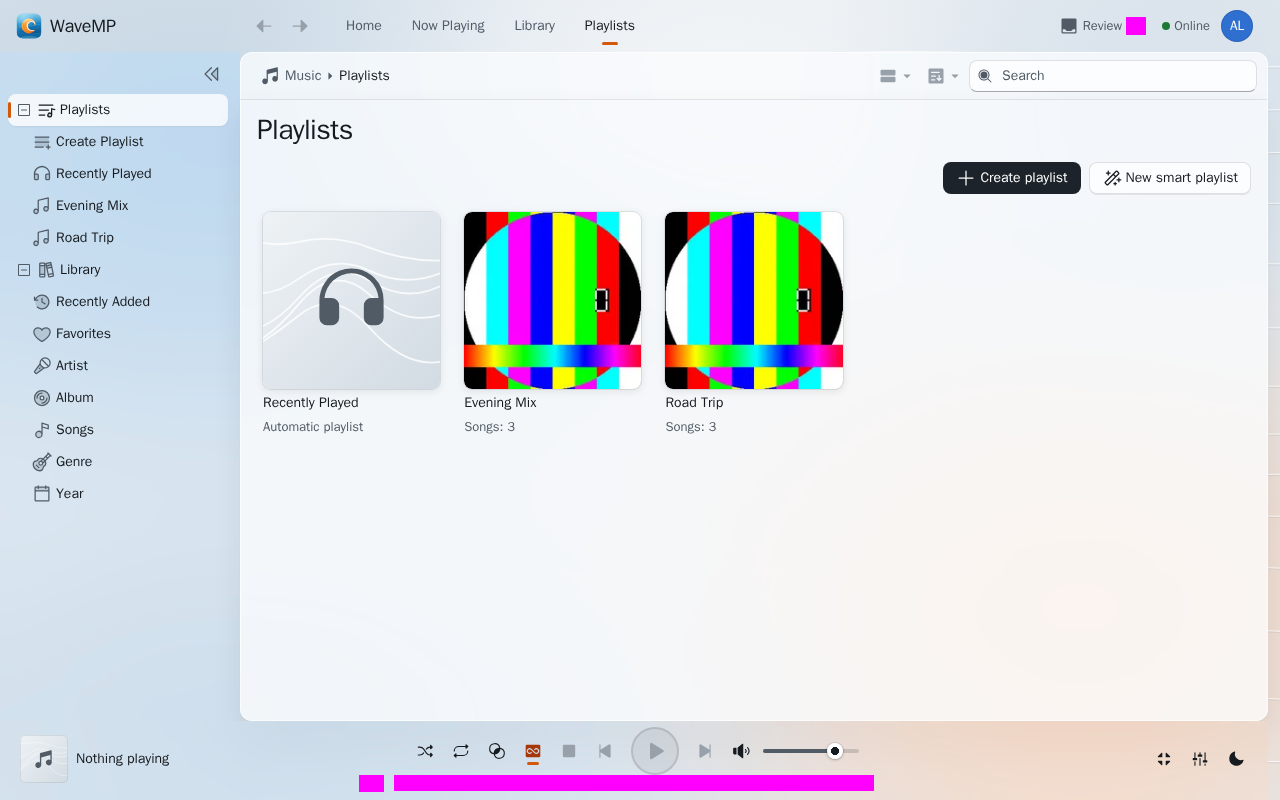 WaveMP
Home
Now Playing
Library
Playlists
Review
Online
AL
Music
Playlists
Search
Playlists
Create Playlist
Recently Played
Evening Mix
Road Trip
Library
Recently Added
Favorites
Artist
Album
Songs
Genre
Year
Playlists
Create playlist
New smart playlist
Recently Played
Automatic playlist
Evening Mix
Songs: 3
Road Trip
Songs: 3
Nothing playing